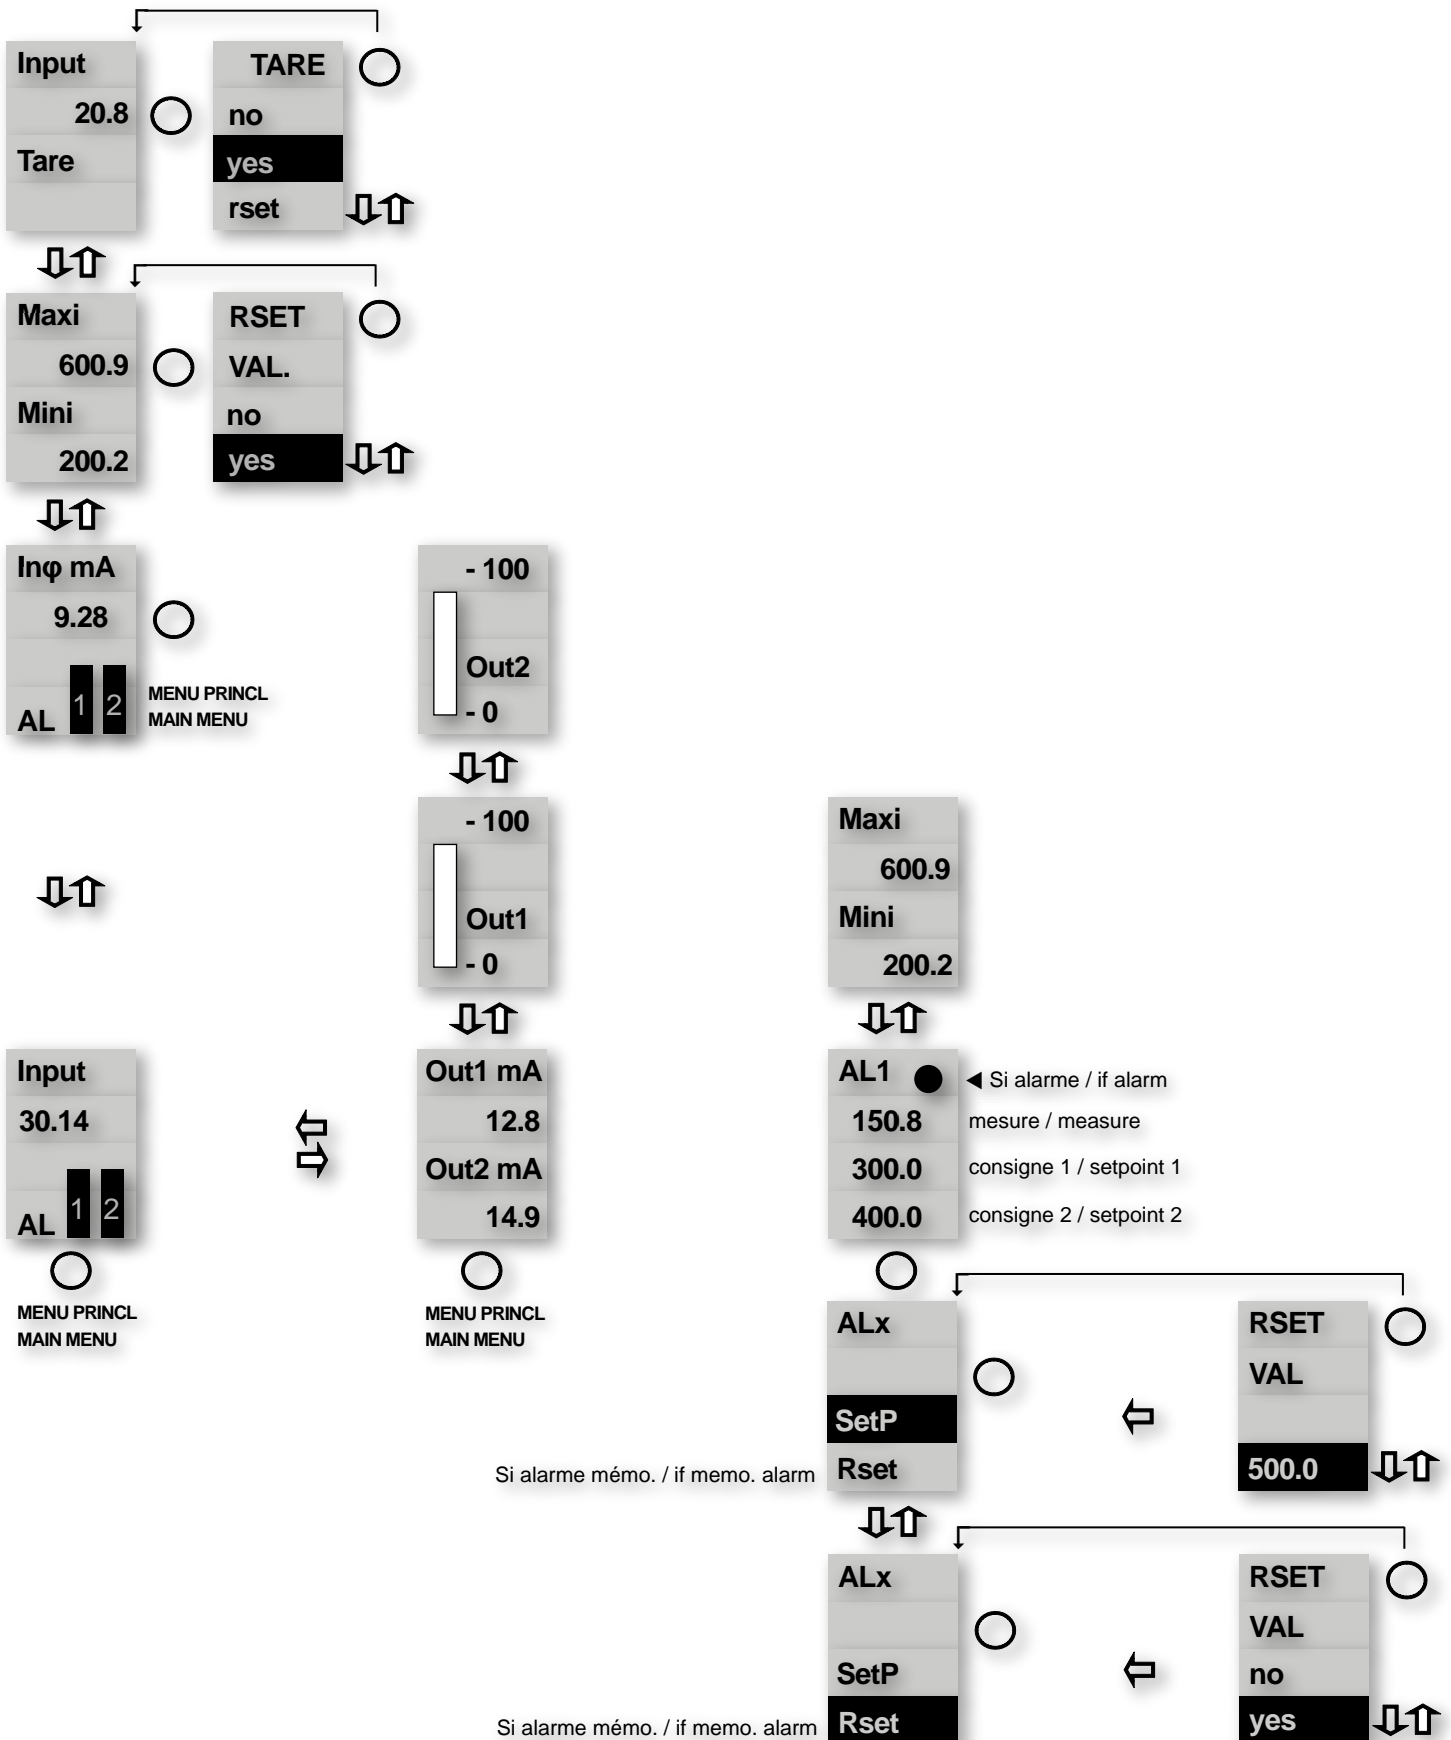 Input
20.8
Tare
TARE
no
yes
rset
Maxi
600.9
Mini
200.2
RSET
VAL.
no
yes
Inφ mA
9.28
AL 1 2
MENU PRINCL
MAIN MENU
- 100
Out2
- 0
- 100
Out1
- 0
Maxi
600.9
Mini
200.2
Input
30.14
AL 1 2
MENU PRINCL
MAIN MENU
Out1 mA
12.8
Out2 mA
14.9
MENU PRINCL
MAIN MENU
AL1 ◄ Si alarme / if alarm
150.8 mesure / measure
300.0 consigne 1 / setpoint 1
400.0 consigne 2 / setpoint 2
ALx
SetP
Si alarme mémo. / if memo. alarm Rset
RSET
VAL
500.0
ALx
SetP
Si alarme mémo. / if memo. alarm Rset
RSET
VAL
no
yes